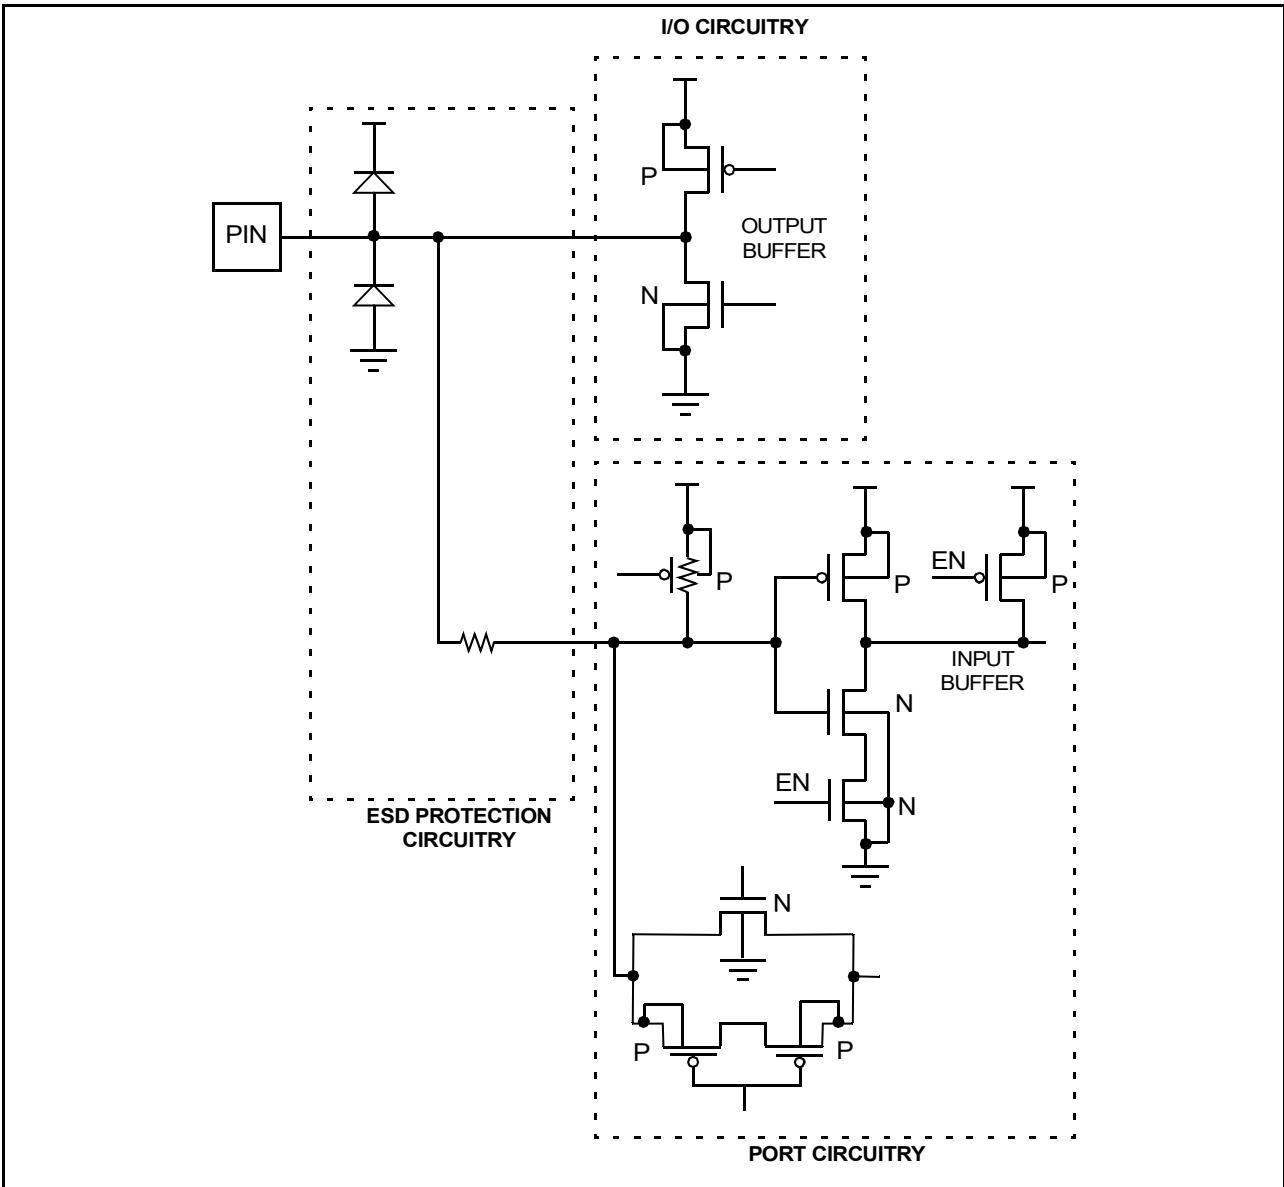 I/O CIRCUITRY
P
PIN
OUTPUT
BUFFER
N
EN
P
P
P
INPUT
BUFFER
N
EN
N
ESD PROTECTION
CIRCUITRY
N
P
P
PORT CIRCUITRY